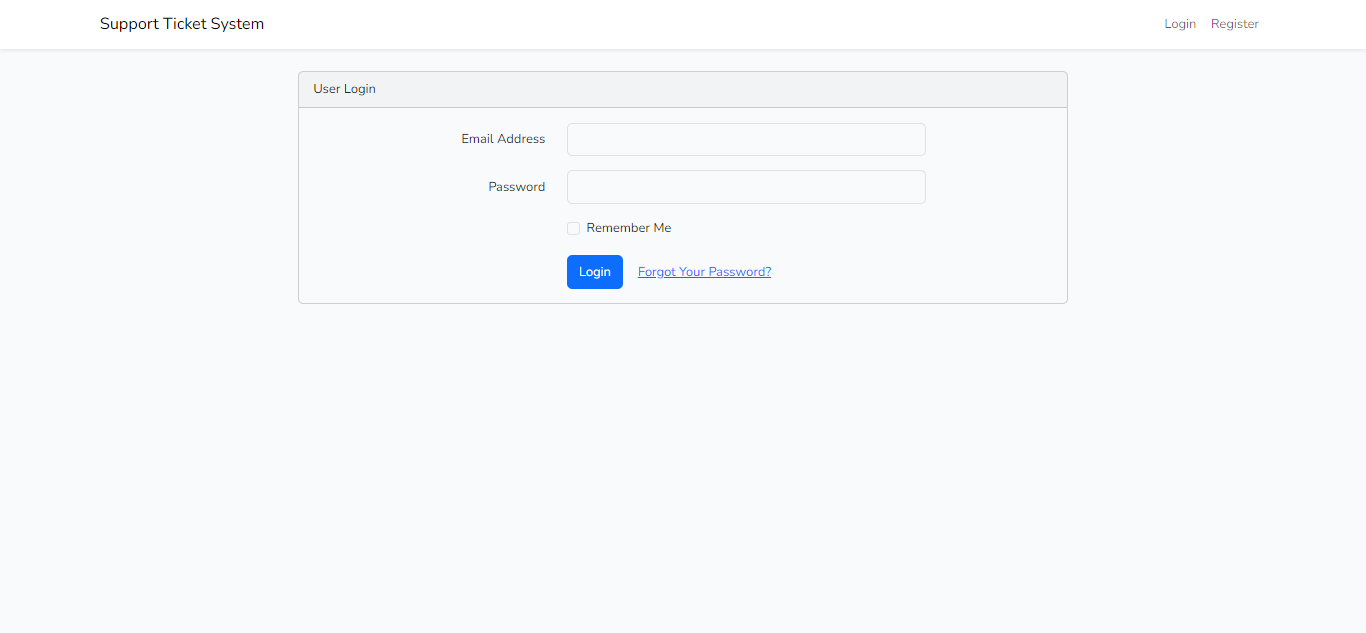 Support Ticket System
Login Register
User Login
Email Address
Password
Remember Me
Login Forgot Your Password?